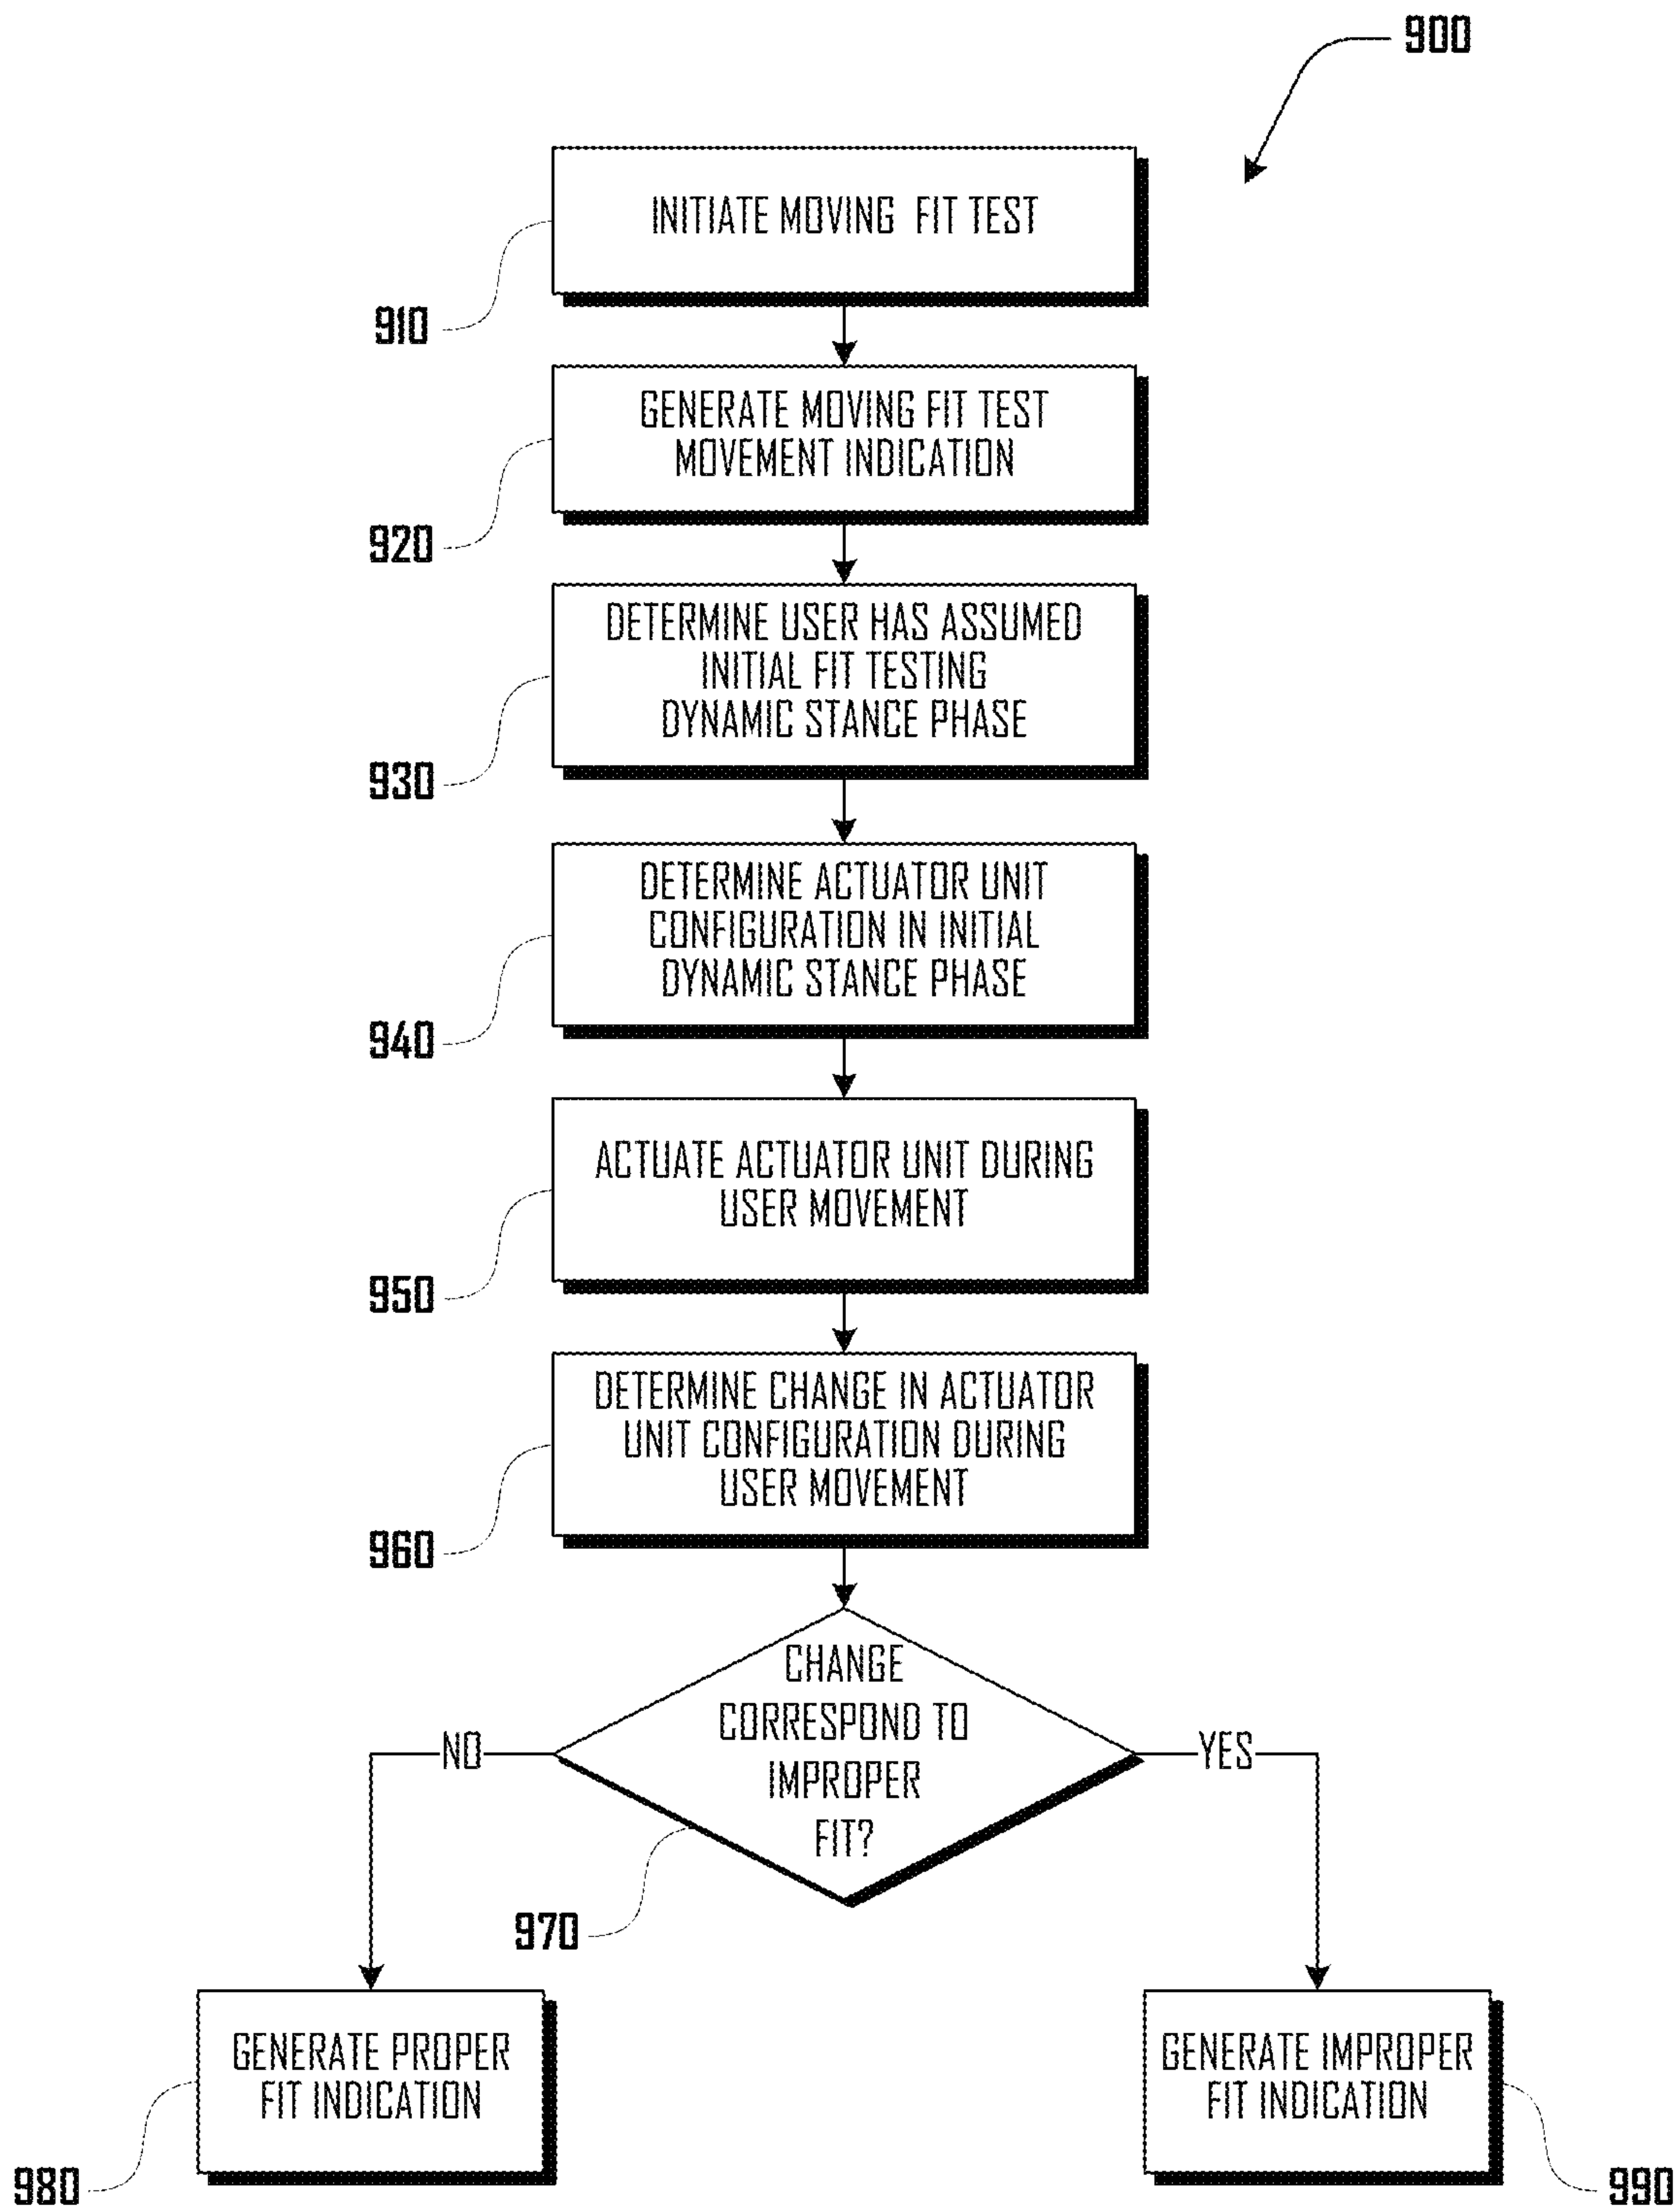 900
INITIATE MOVING FIT TEST
910
GENERATE MOVING FIT TEST
MOVEMENT INDICATION
920
DETERMINE USER HAS ASSUMED
INITIAL FIT TESTING
DYNAMIC STANCE PHASE
930
DETERMINE ACTUATOR UNIT
CONFIGURATION IN INITIAL
DYNAMIC STANCE PHASE
940
ACTUATE ACTUATOR UNIT DURING
USER MOVEMENT
950
DETERMINE CHANGE IN ACTUATOR
UNIT CONFIGURATION DURING
USER MOVEMENT
960
CHANGE
CORRESPOND TO
IMPROPER
FIT?
NO
YES
970
GENERATE PROPER
FIT INDICATION
980
GENERATE IMPROPER
FIT INDICATION
990